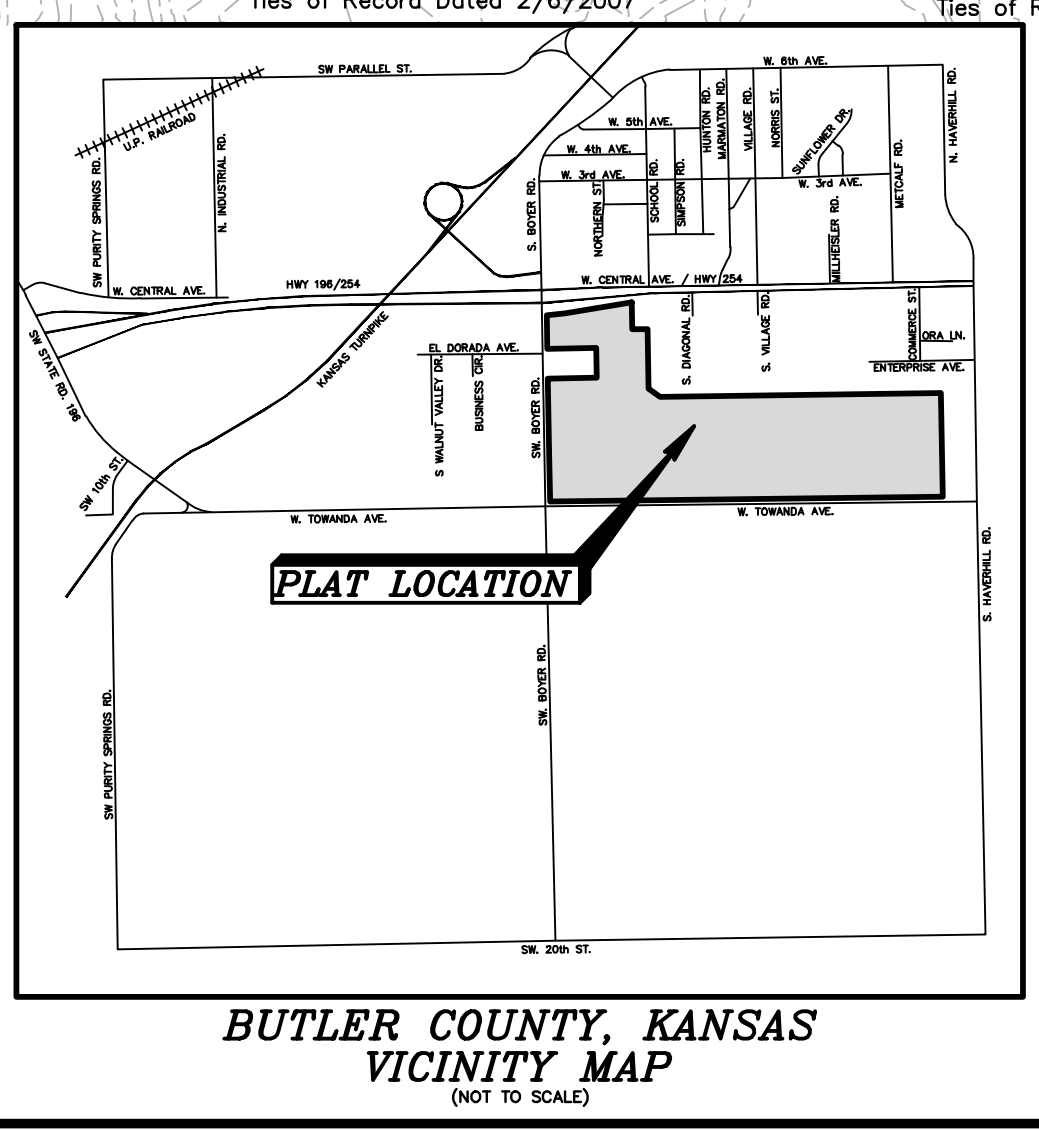 Ties of Record Dated 2/6/2007
Ties of R
SW PARALLEL ST.
W. 6th AVE.
U.P. RAILROAD
SW PURITY SPRINGS RD.
N. INDUSTRIAL RD.
W. 5th AVE.
W. 4th AVE.
W. 3rd AVE.
S. BOYER RD.
NORTHERN ST.
SCHOOL RD.
SIMPSON RD.
HUNTON RD.
MARMATON RD.
VILLAGE RD.
NORRIS ST.
SUNFLOWER DR.
W. 3rd AVE.
MILLHEISLER RD.
METCALF RD.
N. HAVERHILL RD.
W. CENTRAL AVE.
HWY 196/254
W. CENTRAL AVE. / HWY 254
SW STATE RD. 196
KANSAS TURNPIKE
EL DORADA AVE.
S WALNUT VALLEY DR.
BUSINESS CIR.
SW. BOYER RD.
S. DIAGONAL RD.
S. VILLAGE RD.
COMMERCE ST.
ORA LN.
ENTERPRISE AVE.
SW 10th ST.
W. TOWANDA AVE.
W. TOWANDA AVE.
PLAT LOCATION
S. HAVERHILL RD.
SW PURITY SPRINGS RD.
SW. BOYER RD.
SW. 20th ST.
BUTLER COUNTY, KANSAS
VICINITY MAP
(NOT TO SCALE)